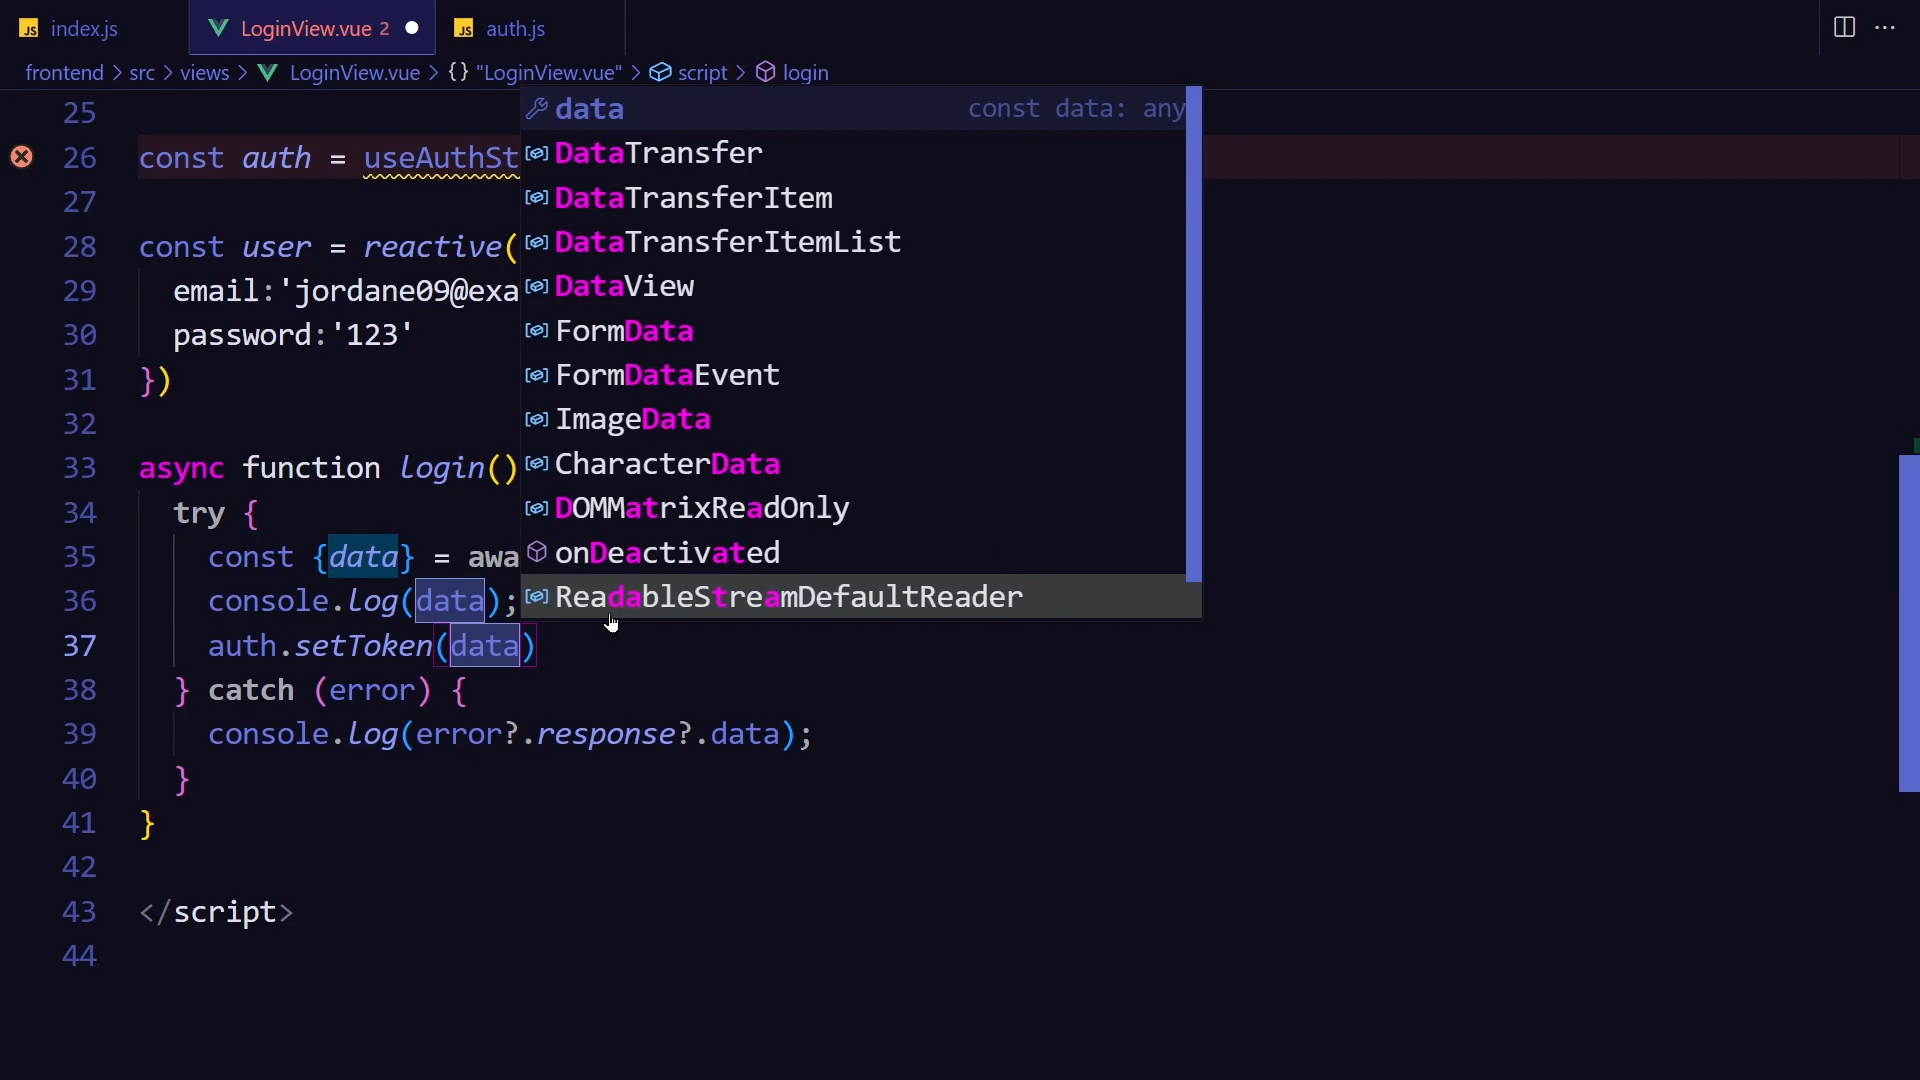 JS index.js LoginView.vue 2 JS auth.js ...
frontend > src > views > LoginView.vue > {} "LoginView.vue" > script > login
25
26 const auth = useAuthSt
27
28 const user = reactive(
29 email:'jordane09@exa
30 password:'123'
31 })
32
33 async function login()
34 try {
35 const {data} = awa
36 console.log(data);
37 auth.setToken(data)
38 } catch (error) {
39 console.log(error?.response?.data);
40 }
41 }
42
43 </script>
44
data const data: any
DataTransfer
DataTransferItem
DataTransferItemList
DataView
FormData
FormDataEvent
ImageData
CharacterData
DOMMatrixReadOnly
onDeactivated
ReadableStreamDefaultReader